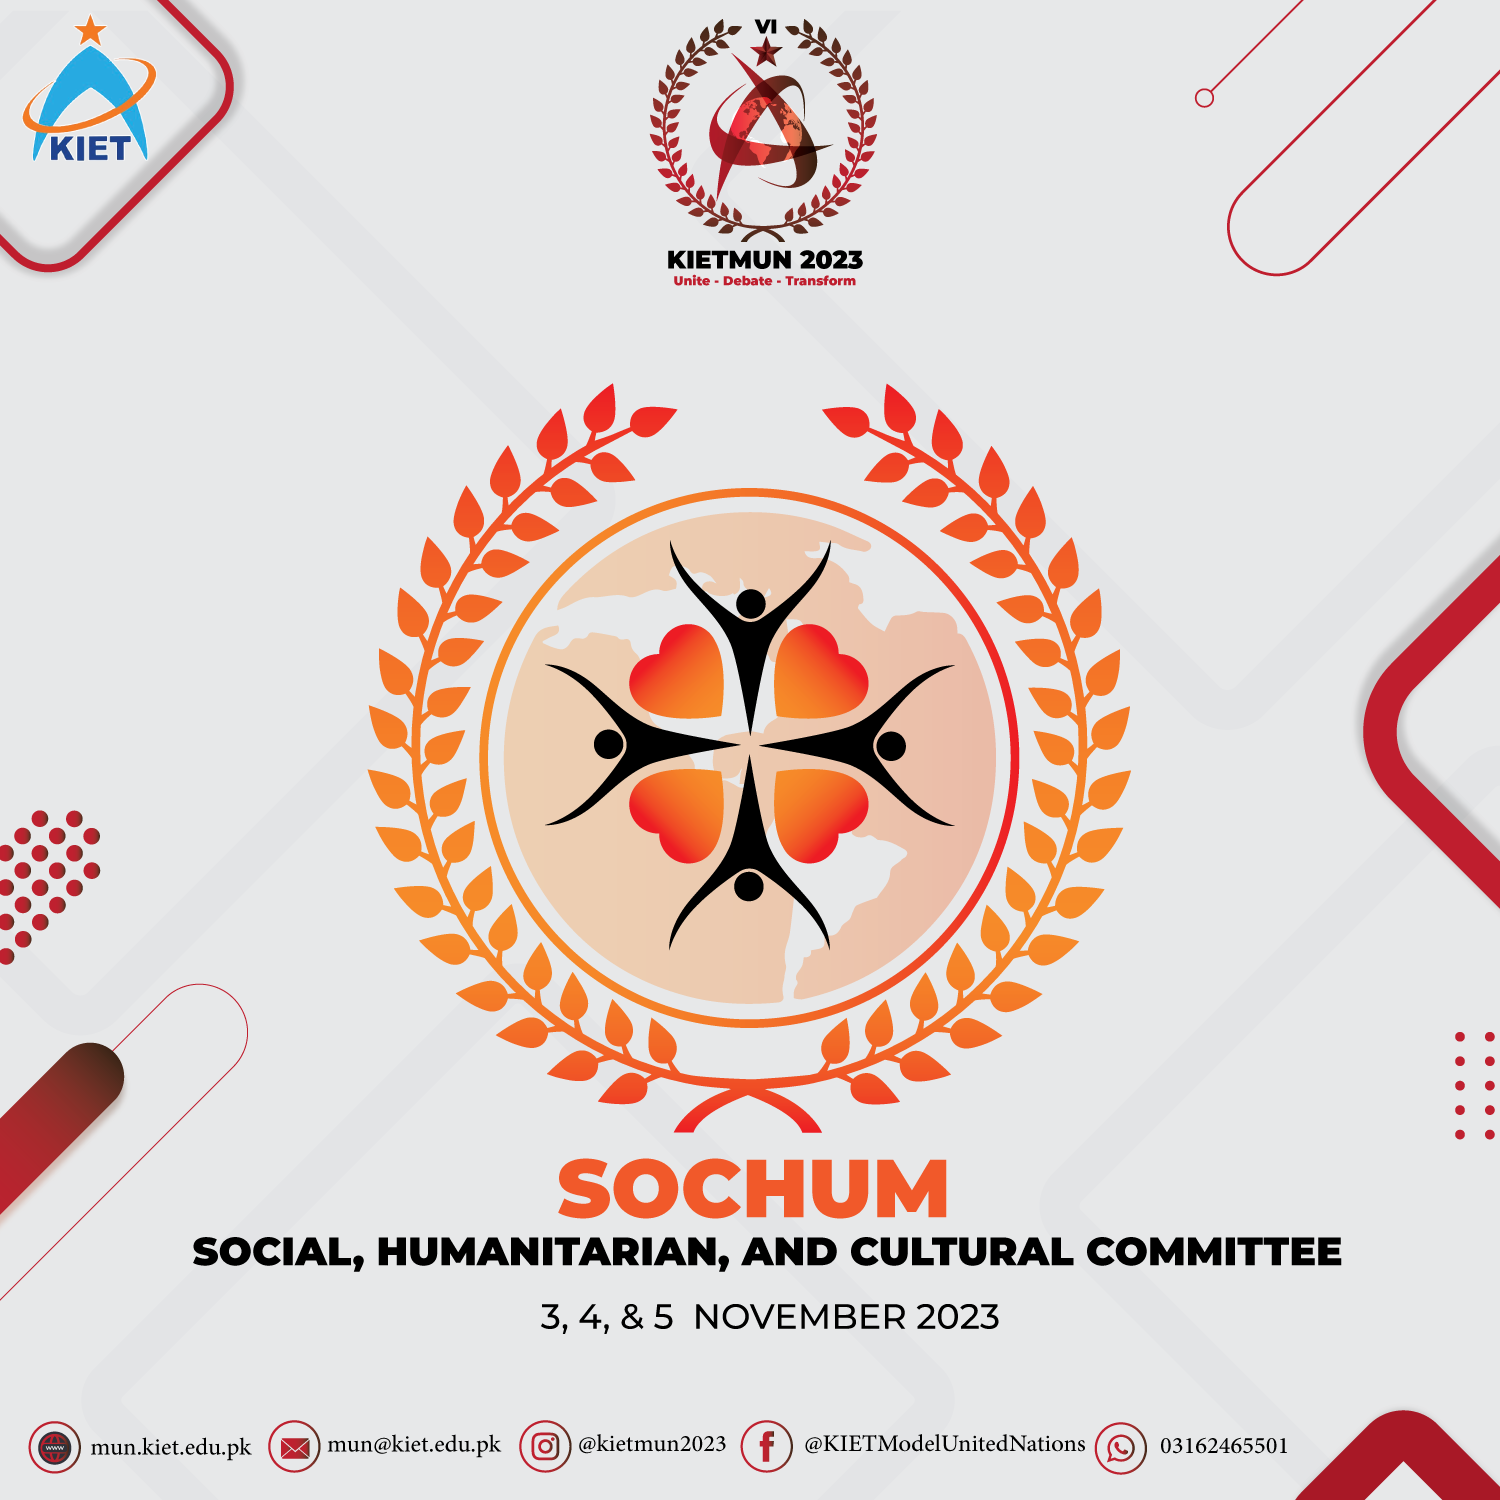 KIET
VI
KIETMUN 2023
Unite - Debate - Transform
SOCHUM
SOCIAL, HUMANITARIAN, AND CULTURAL COMMITTEE
3, 4, & 5 NOVEMBER 2023
www mun.kiet.edu.pk mun@kiet.edu.pk @kietmun2023 @KIETModelUnitedNations 03162465501